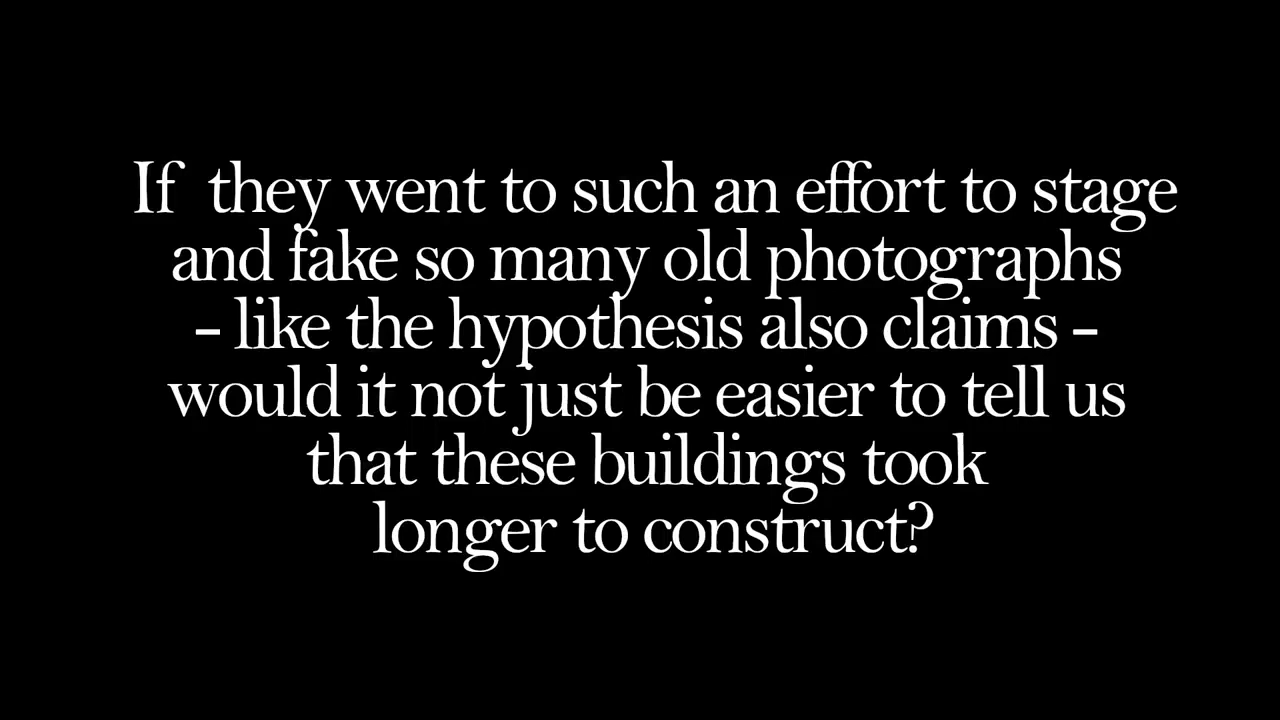 If they went to such an effort to stage
and fake so many old photographs
– like the hypothesis also claims –
would it not just be easier to tell us
that these buildings took
longer to construct?